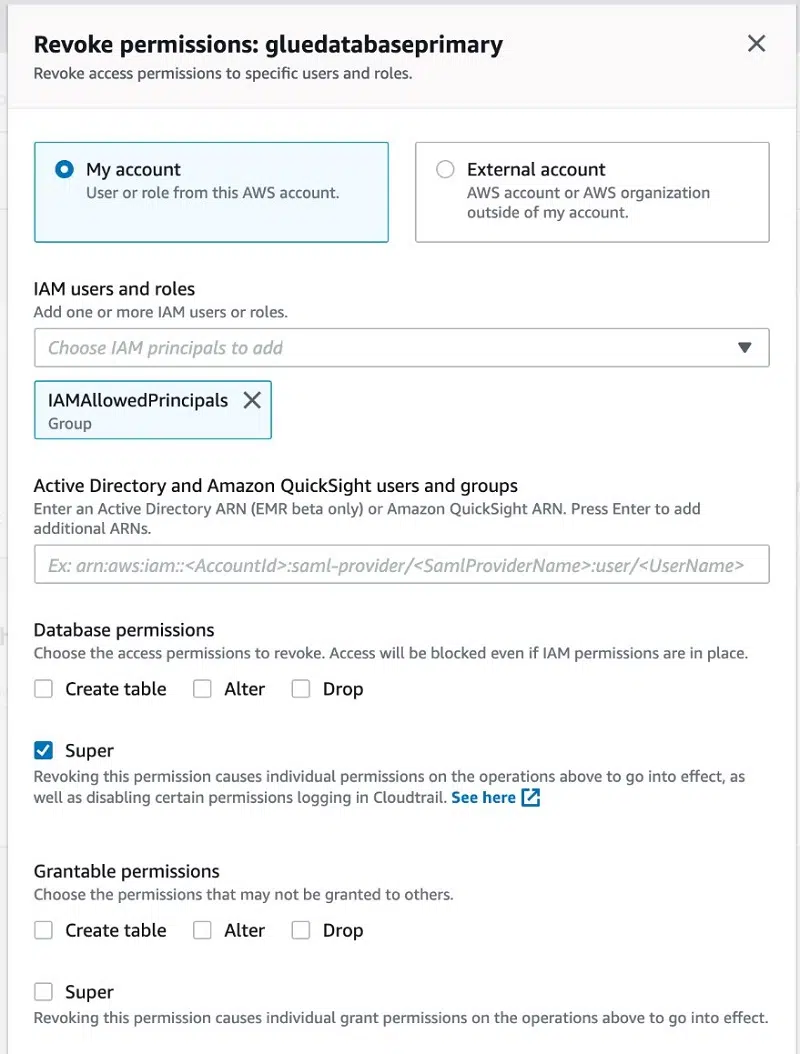 Revoke permissions: gluedatabaseprimary
Revoke access permissions to specific users and roles.
My account
User or role from this AWS account.
External account
AWS account or AWS organization
outside of my account.
IAM users and roles
Add one or more IAM users or roles.
Choose IAM principals to add
IAMAllowedPrincipals
Group
Active Directory and Amazon QuickSight users and groups
Enter an Active Directory ARN (EMR beta only) or Amazon QuickSight ARN. Press Enter to add
additional ARNs.
Ex: arn:aws:iam::<AccountId>:saml-provider/<SamlProviderName>:user/<UserName>
Database permissions
Choose the access permissions to revoke. Access will be blocked even if IAM permissions are in place.
Create table Alter Drop
Super
Revoking this permission causes individual permissions on the operations above to go into effect, as
well as disabling certain permissions logging in Cloudtrail. See here
Grantable permissions
Choose the permissions that may not be granted to others.
Create table Alter Drop
Super
Revoking this permission causes individual grant permissions on the operations above to go into effect.